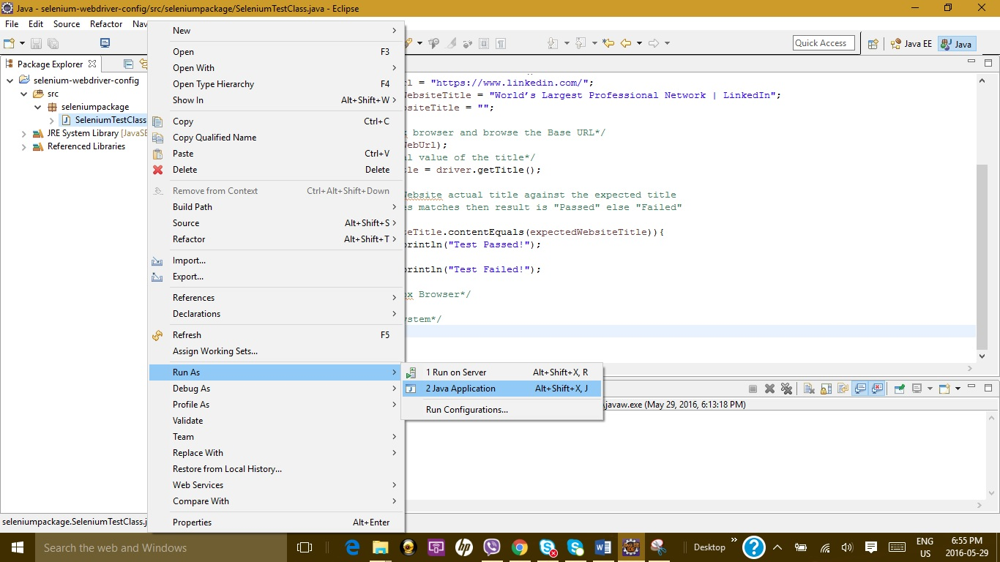 Java - selenium-webdriver-config/src/seleniumpackage/SeleniumTestClass.java - Eclipse
File Edit Source Refactor Nav
Quick Access Java EE Java
Package Explorer
selenium-webdriver-config
src
seleniumpackage
SeleniumTestClass
JRE System Library [JavaSE
Referenced Libraries
New
Open F3
Open With
Open Type Hierarchy F4
Show In Alt+Shift+W
Copy Ctrl+C
Copy Qualified Name
Paste Ctrl+V
Delete Delete
Remove from Context Ctrl+Alt+Shift+Down
Build Path
Source Alt+Shift+S
Refactor Alt+Shift+T
Import...
Export...
References
Declarations
Refresh F5
Assign Working Sets...
Run As
Debug As
Profile As
Validate
Team
Replace With
Restore from Local History...
Web Services
Compare With
Properties Alt+Enter
1 Run on Server Alt+Shift+X, R
2 Java Application Alt+Shift+X, J
Run Configurations...
rl = "https://www.linkedin.com/";
WebsiteTitle = "World’s Largest Professional Network | LinkedIn";
bsiteTitle = "";
x browser and browse the Base URL*/
WebUrl);
al value of the title*/
tle = driver.getTitle();
Website actual title against the expected title
es matches then result is "Passed" else "Failed"
teTitle.contentEquals(expectedWebsiteTitle)){
println("Test Passed!");
println("Test Failed!");
ox Browser*/
ystem*/
javaw.exe (May 29, 2016, 6:13:18 PM)
seleniumpackage.SeleniumTestClass.j
Search the web and Windows
hp
Desktop
ENG
US
6:55 PM
2016-05-29